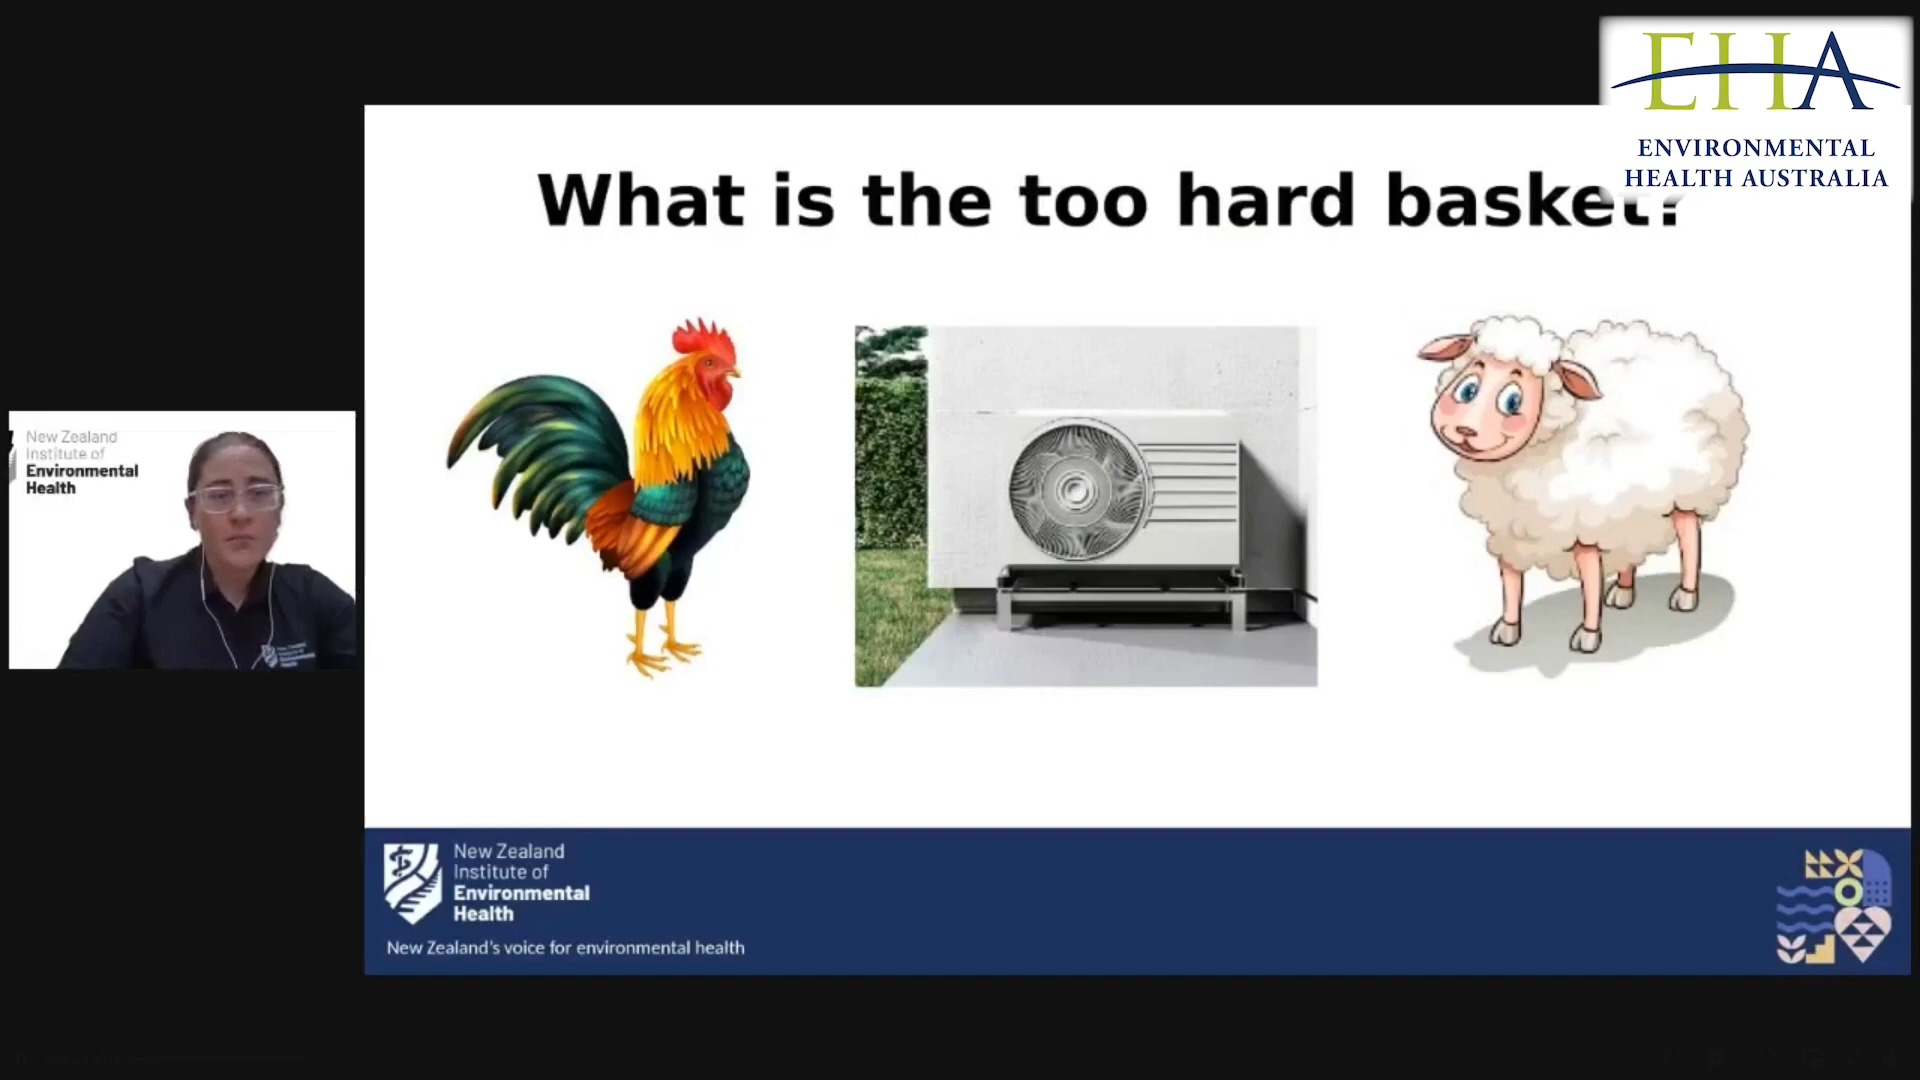 EHA
ENVIRONMENTAL
HEALTH AUSTRALIA
What is the too hard basket?
New Zealand
Institute of
Environmental
Health
New Zealand
Institute of
Environmental
Health
New Zealand's voice for environmental health